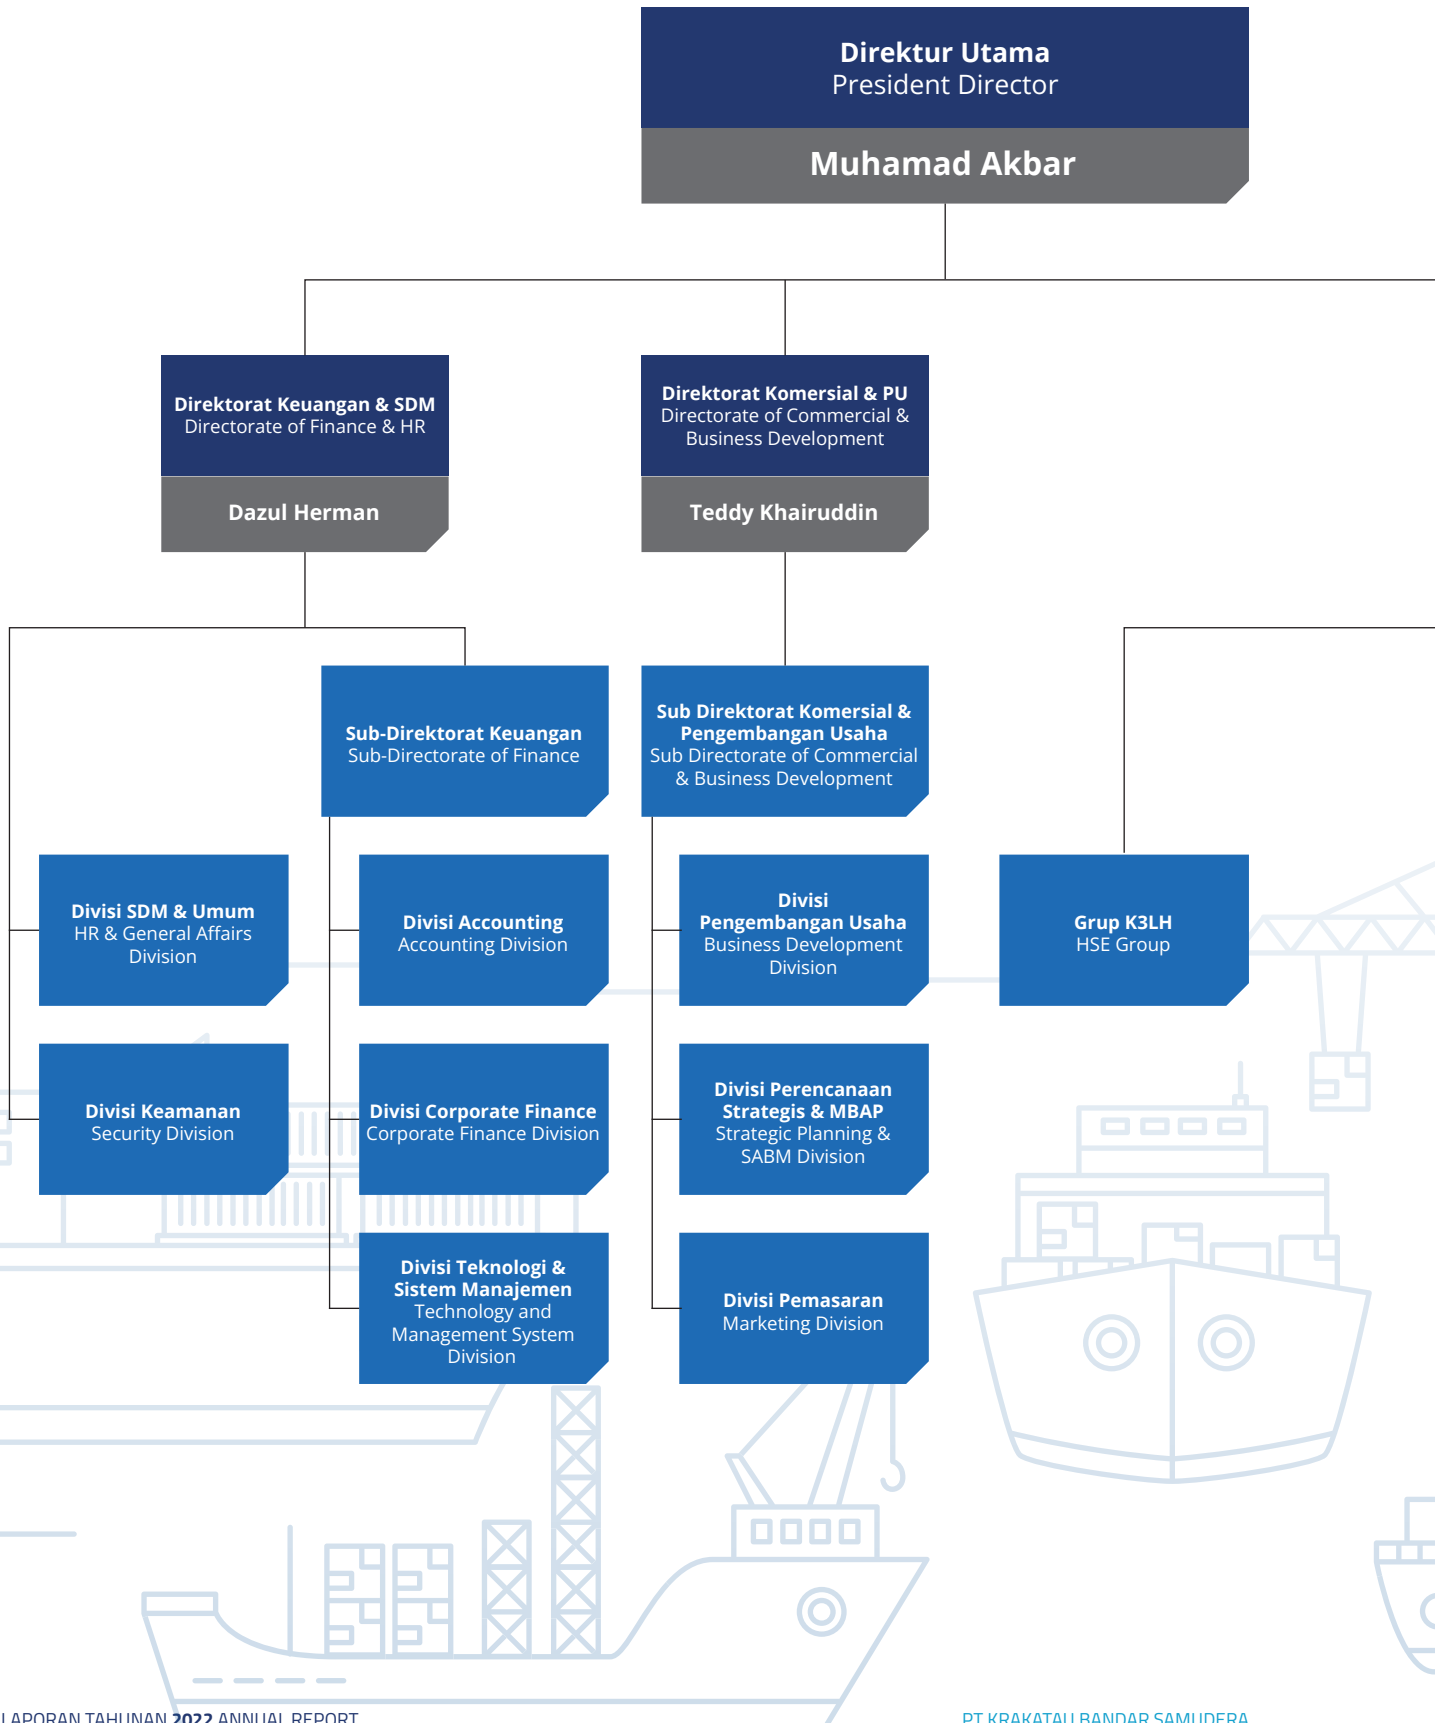 Direktur Utama
President Director
Muhamad Akbar
Direktorat Keuangan & SDM
Directorate of Finance & HR
Dazul Herman
Direktorat Komersial & PU
Directorate of Commercial &
Business Development
Teddy Khairuddin
Sub-Direktorat Keuangan
Sub-Directorate of Finance
Sub Direktorat Komersial &
Pengembangan Usaha
Sub Directorate of Commercial
& Business Development
Divisi SDM & Umum
HR & General Affairs
Division
Divisi Accounting
Accounting Division
Divisi
Pengembangan Usaha
Business Development
Division
Grup K3LH
HSE Group
Divisi Keamanan
Security Division
Divisi Corporate Finance
Corporate Finance Division
Divisi Perencanaan
Strategis & MBAP
Strategic Planning &
SABM Division
Divisi Teknologi &
Sistem Manajemen
Technology and
Management System
Division
Divisi Pemasaran
Marketing Division
LAPORAN TAHUNAN 2022 ANNUAL REPORT
PT KRAKATAU BANDAR SAMUDERA